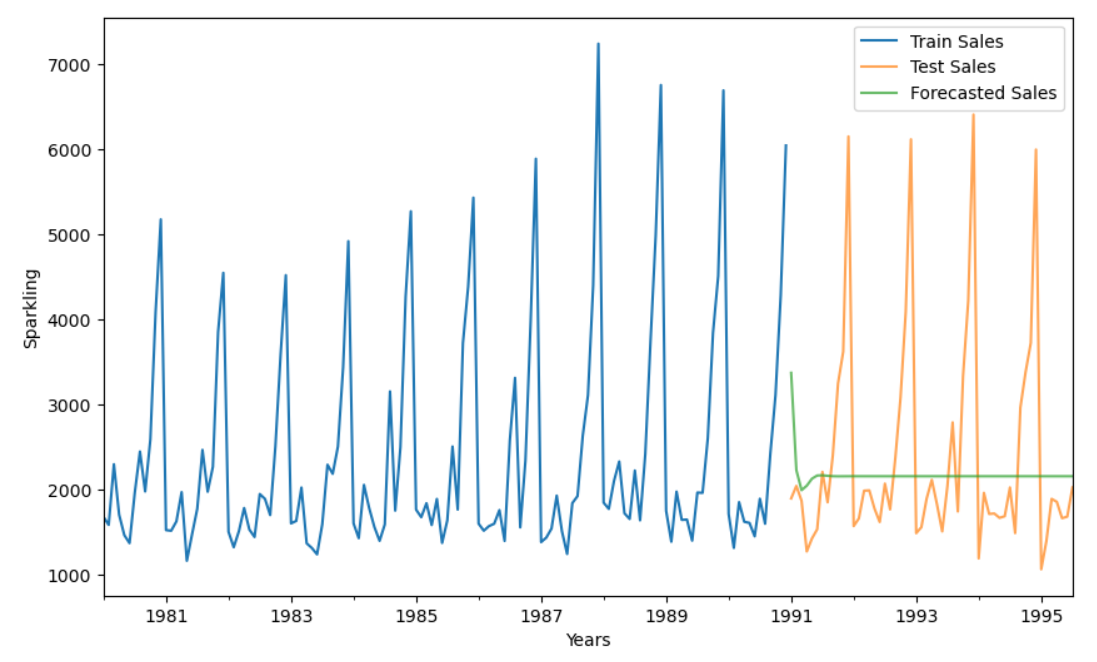 Train Sales
Test Sales
Forecasted Sales
7000
6000
5000
4000
3000
2000
1000
Sparkling
1981 1983 1985 1987 1989 1991 1993 1995
Years